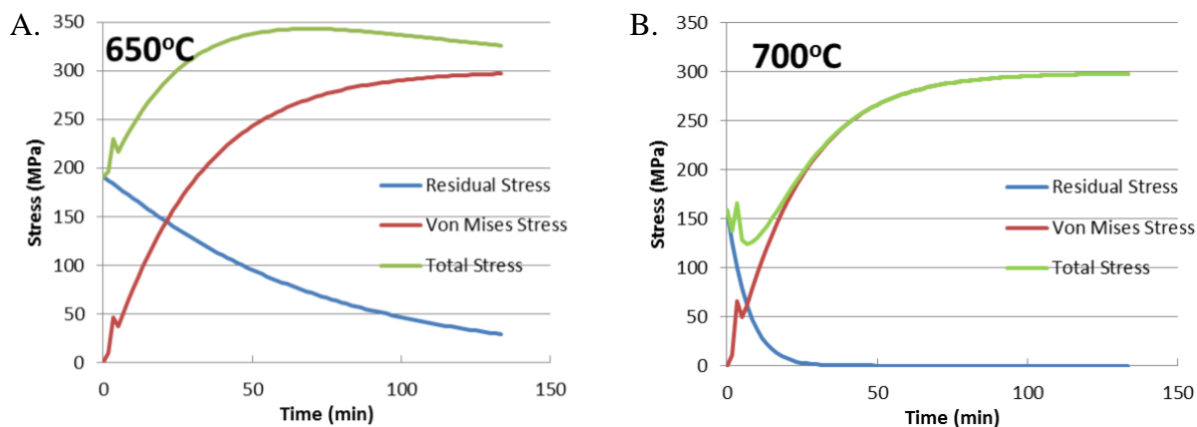 A.
650°C
350
300
250
200
150
100
50
0
Stress (MPa)
Residual Stress
Von Mises Stress
Total Stress
0 50 100 150
Time (min)
B.
700°C
350
300
250
200
150
100
50
0
Stress (MPa)
Residual Stress
Von Mises Stress
Total Stress
0 50 100 150
Time (min)